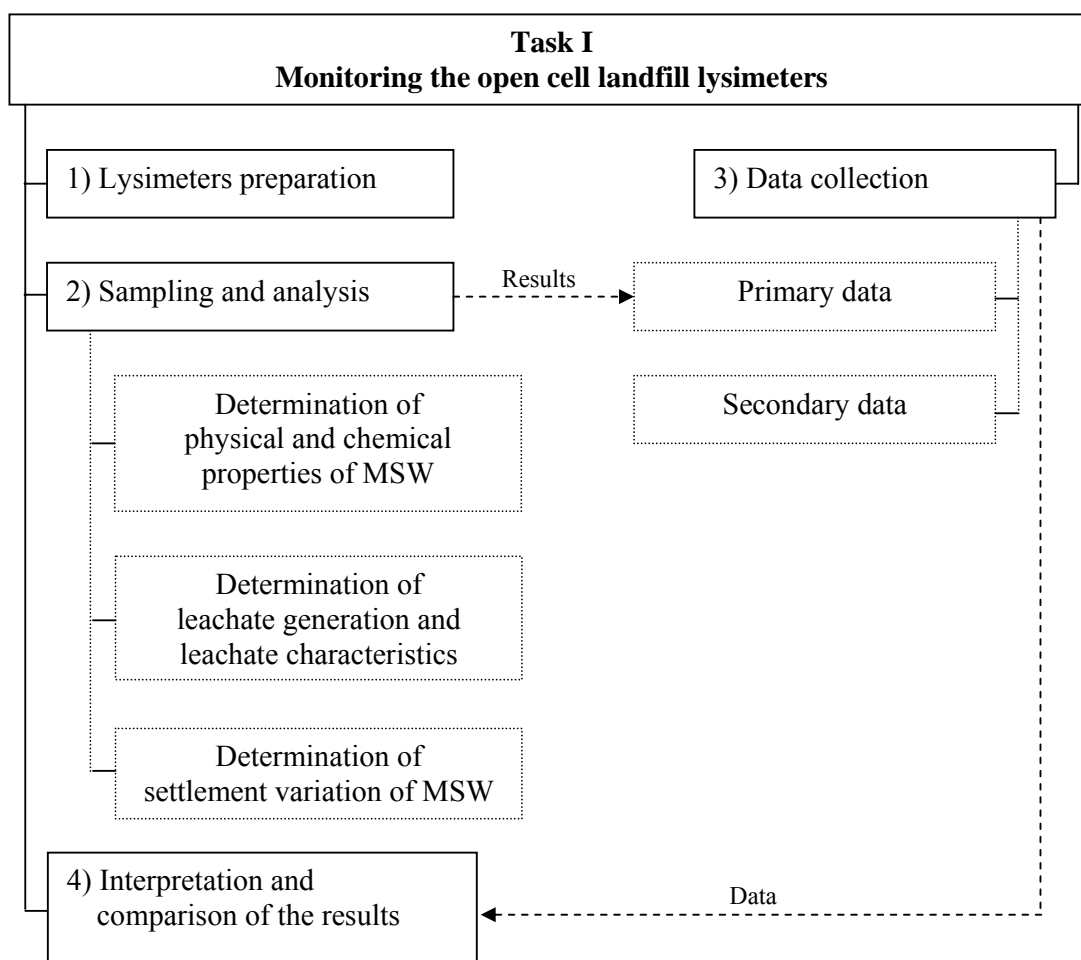 Task I
Monitoring the open cell landfill lysimeters
1) Lysimeters preparation
3) Data collection
2) Sampling and analysis
Results
Primary data
Secondary data
Determination of
physical and chemical
properties of MSW
Determination of
leachate generation and
leachate characteristics
Determination of
settlement variation of MSW
4) Interpretation and
comparison of the results
Data